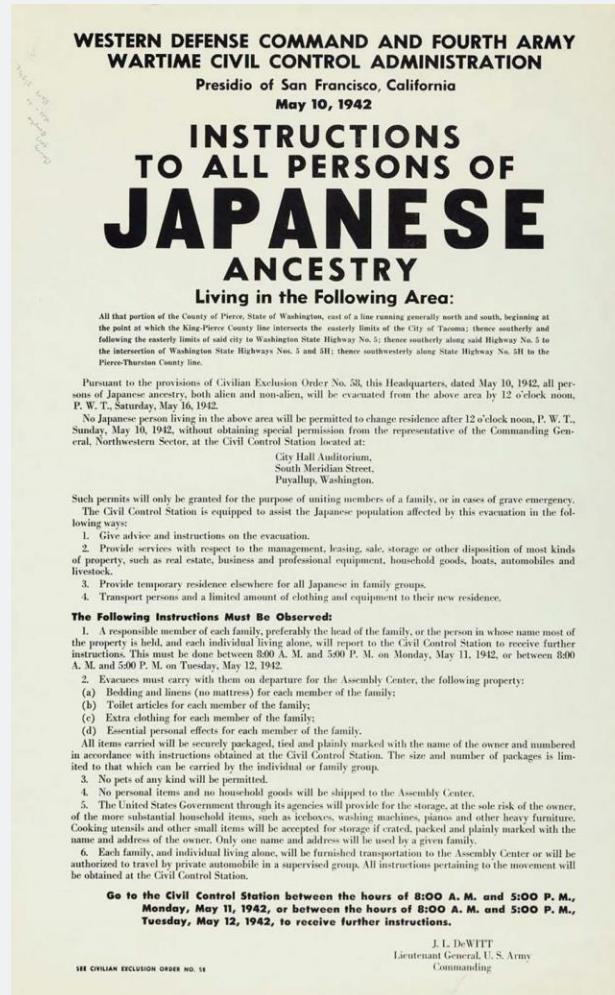 WESTERN DEFENSE COMMAND AND FOURTH ARMY
WARTIME CIVIL CONTROL ADMINISTRATION
Presidio of San Francisco, California
May 10, 1942
INSTRUCTIONS
TO ALL PERSONS OF
JAPANESE
ANCESTRY
Living in the Following Area:
All that portion of the County of Pierce, State of Washington, east of a line running generally north and south, beginning at
the point at which the King-Pierce County line intersects the easterly limits of the City of Tacoma; thence southerly and
following the easterly limits of said city to Washington State Highway No. 5; thence southerly along said Highway No. 5 to
the intersection of Washington State Highways Nos. 5 and 5H; thence southwesterly along State Highway No. 5H to the
Pierce-Thurston County line.
Pursuant to the provisions of Civilian Exclusion Order No. 58, this Headquarters, dated May 10, 1942, all per-
sons of Japanese ancestry, both alien and non-alien, will be evacuated from the above area by 12 o'clock noon,
P. W. T., Saturday, May 16, 1942.
No Japanese person living in the above area will be permitted to change residence after 12 o'clock noon, P. W. T.,
Sunday, May 10, 1942, without obtaining special permission from the representative of the Commanding Gen-
eral, Northwestern Sector, at the Civil Control Station located at:
City Hall Auditorium,
South Meridian Street,
Puyallup, Washington.
Such permits will only be granted for the purpose of uniting members of a family, or in cases of grave emergency.
The Civil Control Station is equipped to assist the Japanese population affected by this evacuation in the fol-
lowing ways:
1. Give advice and instructions on the evacuation.
2. Provide services with respect to the management, leasing, sale, storage or other disposition of most kinds
of property, such as real estate, business and professional equipment, household goods, boats, automobiles and
livestock.
3. Provide temporary residence elsewhere for all Japanese in family groups.
4. Transport persons and a limited amount of clothing and equipment to their new residence.
The Following Instructions Must Be Observed:
1. A responsible member of each family, preferably the head of the family, or the person in whose name most of
the property is held, and each individual living alone, will report to the Civil Control Station to receive further
instructions. This must be done between 8:00 A. M. and 5:00 P. M. on Monday, May 11, 1942, or between 8:00
A. M. and 5:00 P. M. on Tuesday, May 12, 1942.
2. Evacuees must carry with them on departure for the Assembly Center, the following property:
(a) Bedding and linens (no mattress) for each member of the family;
(b) Toilet articles for each member of the family;
(c) Extra clothing for each member of the family;
(d) Essential personal effects for each member of the family.
All items carried will be securely packaged, tied and plainly marked with the name of the owner and numbered
in accordance with instructions obtained at the Civil Control Station. The size and number of packages is lim-
ited to that which can be carried by the individual or family group.
3. No pets of any kind will be permitted.
4. No personal items and no household goods will be shipped to the Assembly Center.
5. The United States Government through its agencies will provide for the storage, at the sole risk of the owner,
of the more substantial household items, such as iceboxes, washing machines, pianos and other heavy furniture.
Cooking utensils and other small items will be accepted for storage if crated, packed and plainly marked with the
name and address of the owner. Only one name and address will be used by a given family.
6. Each family, and individual living alone, will be furnished transportation to the Assembly Center or will be
authorized to travel by private automobile in a supervised group. All instructions pertaining to the movement will
be obtained at the Civil Control Station.
Go to the Civil Control Station between the hours of 8:00 A. M. and 5:00 P. M.,
Monday, May 11, 1942, or between the hours of 8:00 A. M. and 5:00 P. M.,
Tuesday, May 12, 1942, to receive further instructions.
J. L. DeWITT
Lieutenant General, U. S. Army
Commanding
SEE CIVILIAN EXCLUSION ORDER NO. 58